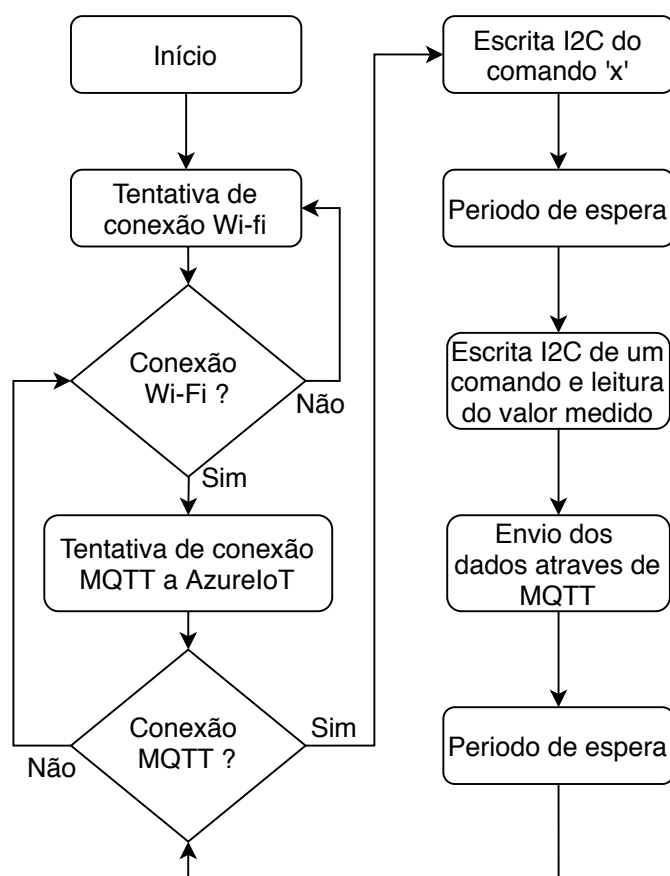 Início
Tentativa de
conexão Wi-fi
Conexão
Wi-Fi ?
Não
Sim
Tentativa de conexão
MQTT a AzureIoT
Conexão
MQTT ?
Não
Sim
Escrita I2C do
comando 'x'
Periodo de espera
Escrita I2C de um
comando e leitura
do valor medido
Envio dos
dados atraves de
MQTT
Periodo de espera